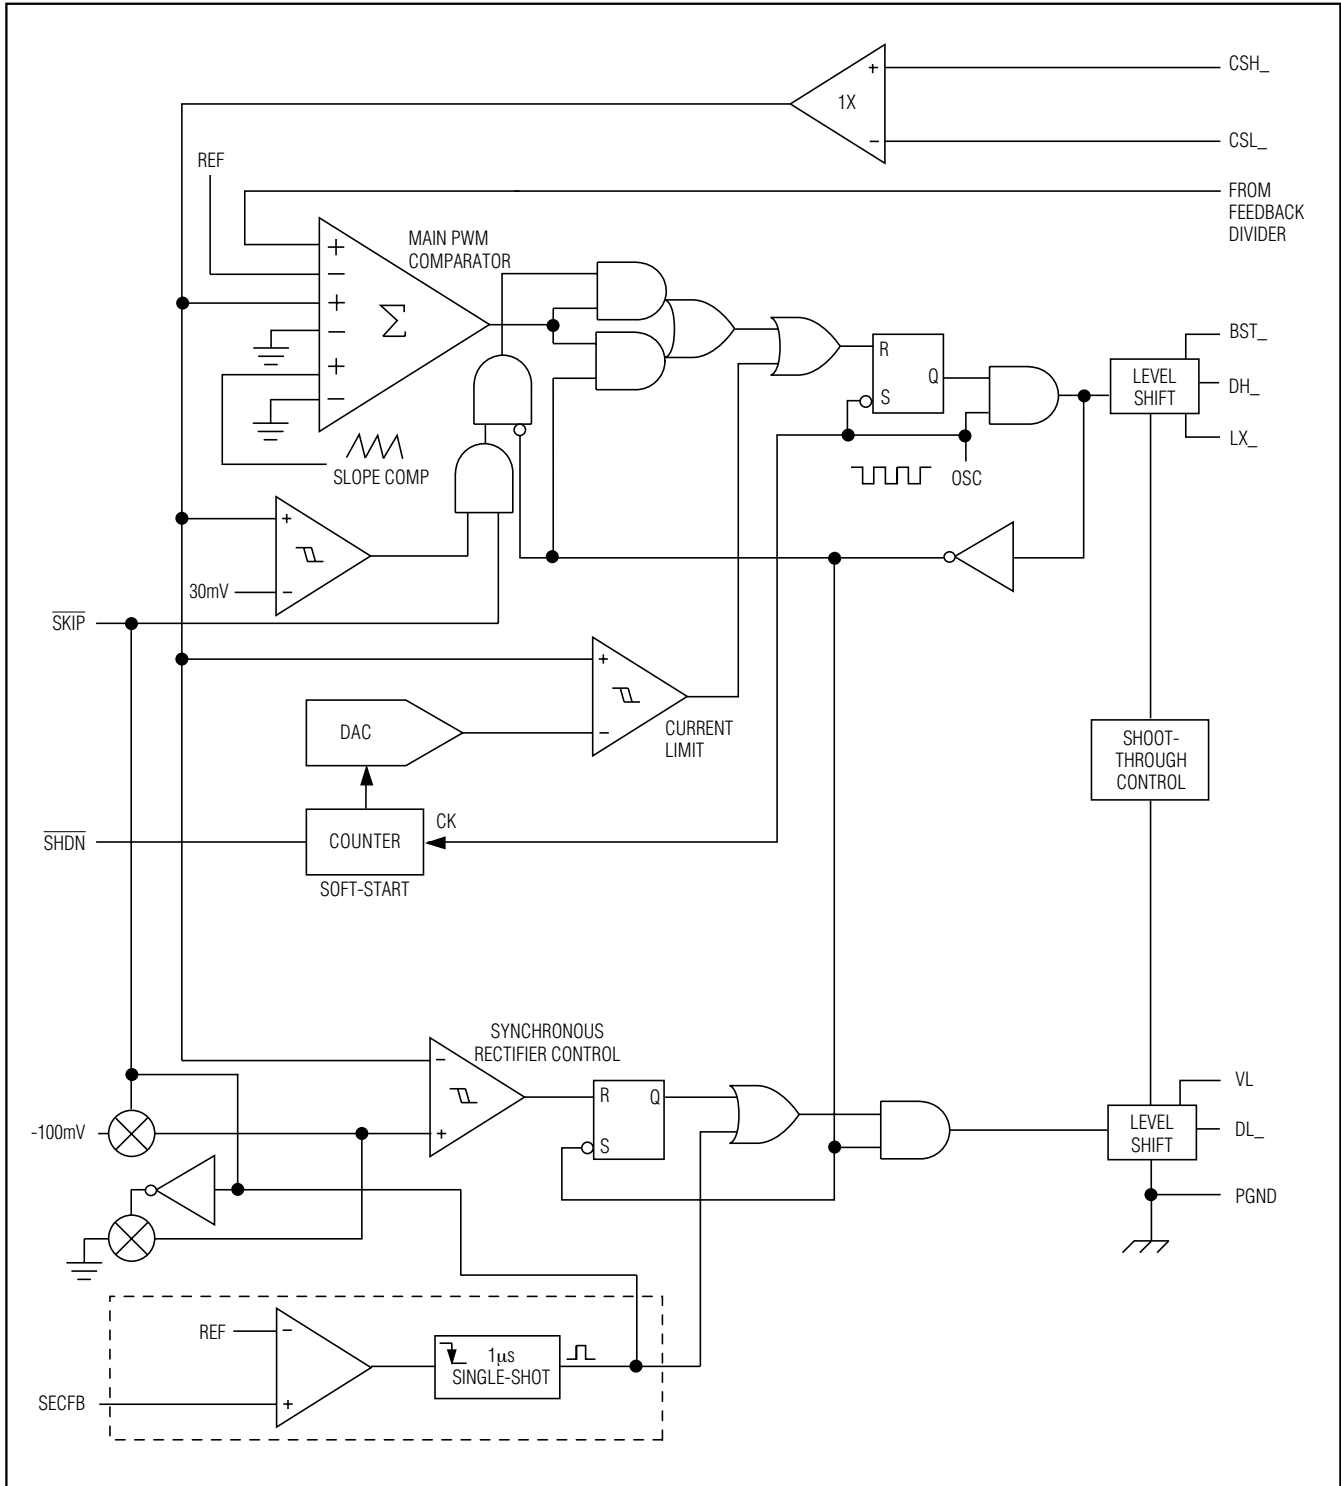 CSH_
+
1X
−
CSL_
REF
FROM
FEEDBACK
DIVIDER
MAIN PWM
COMPARATOR
+
−
+
−
+
−
Σ
SLOPE COMP
R
Q
S
OSC
LEVEL
SHIFT
BST_
DH_
LX_
+
30mV
−
SKIP
+
−
CURRENT
LIMIT
DAC
SHOOT-
THROUGH
CONTROL
SHDN
COUNTER
CK
SOFT-START
SYNCHRONOUS
RECTIFIER CONTROL
−
+
-100mV
R
Q
S
LEVEL
SHIFT
VL
DL_
PGND
REF
−
1µs
SINGLE-SHOT
SECFB
+